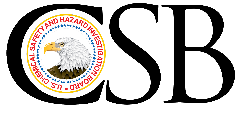 CSB
U.S. CHEMICAL SAFETY AND HAZARD INVESTIGATION BOARD